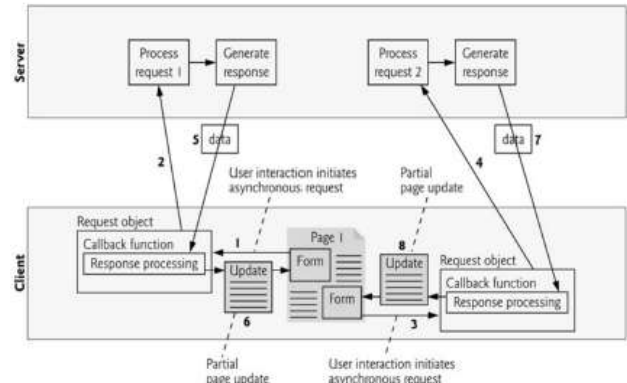 Server
Process
request 1
Generate
response
Process
request 2
Generate
response
2
5
data
4
data
7
User interaction initiates
asynchronous request
Partial
page update
Client
Request object
Callback function
Response processing
1
Update
6
Page 1
Form
Form
8
Update
3
Request object
Callback function
Response processing
Partial
page update
User interaction initiates
asynchronous request